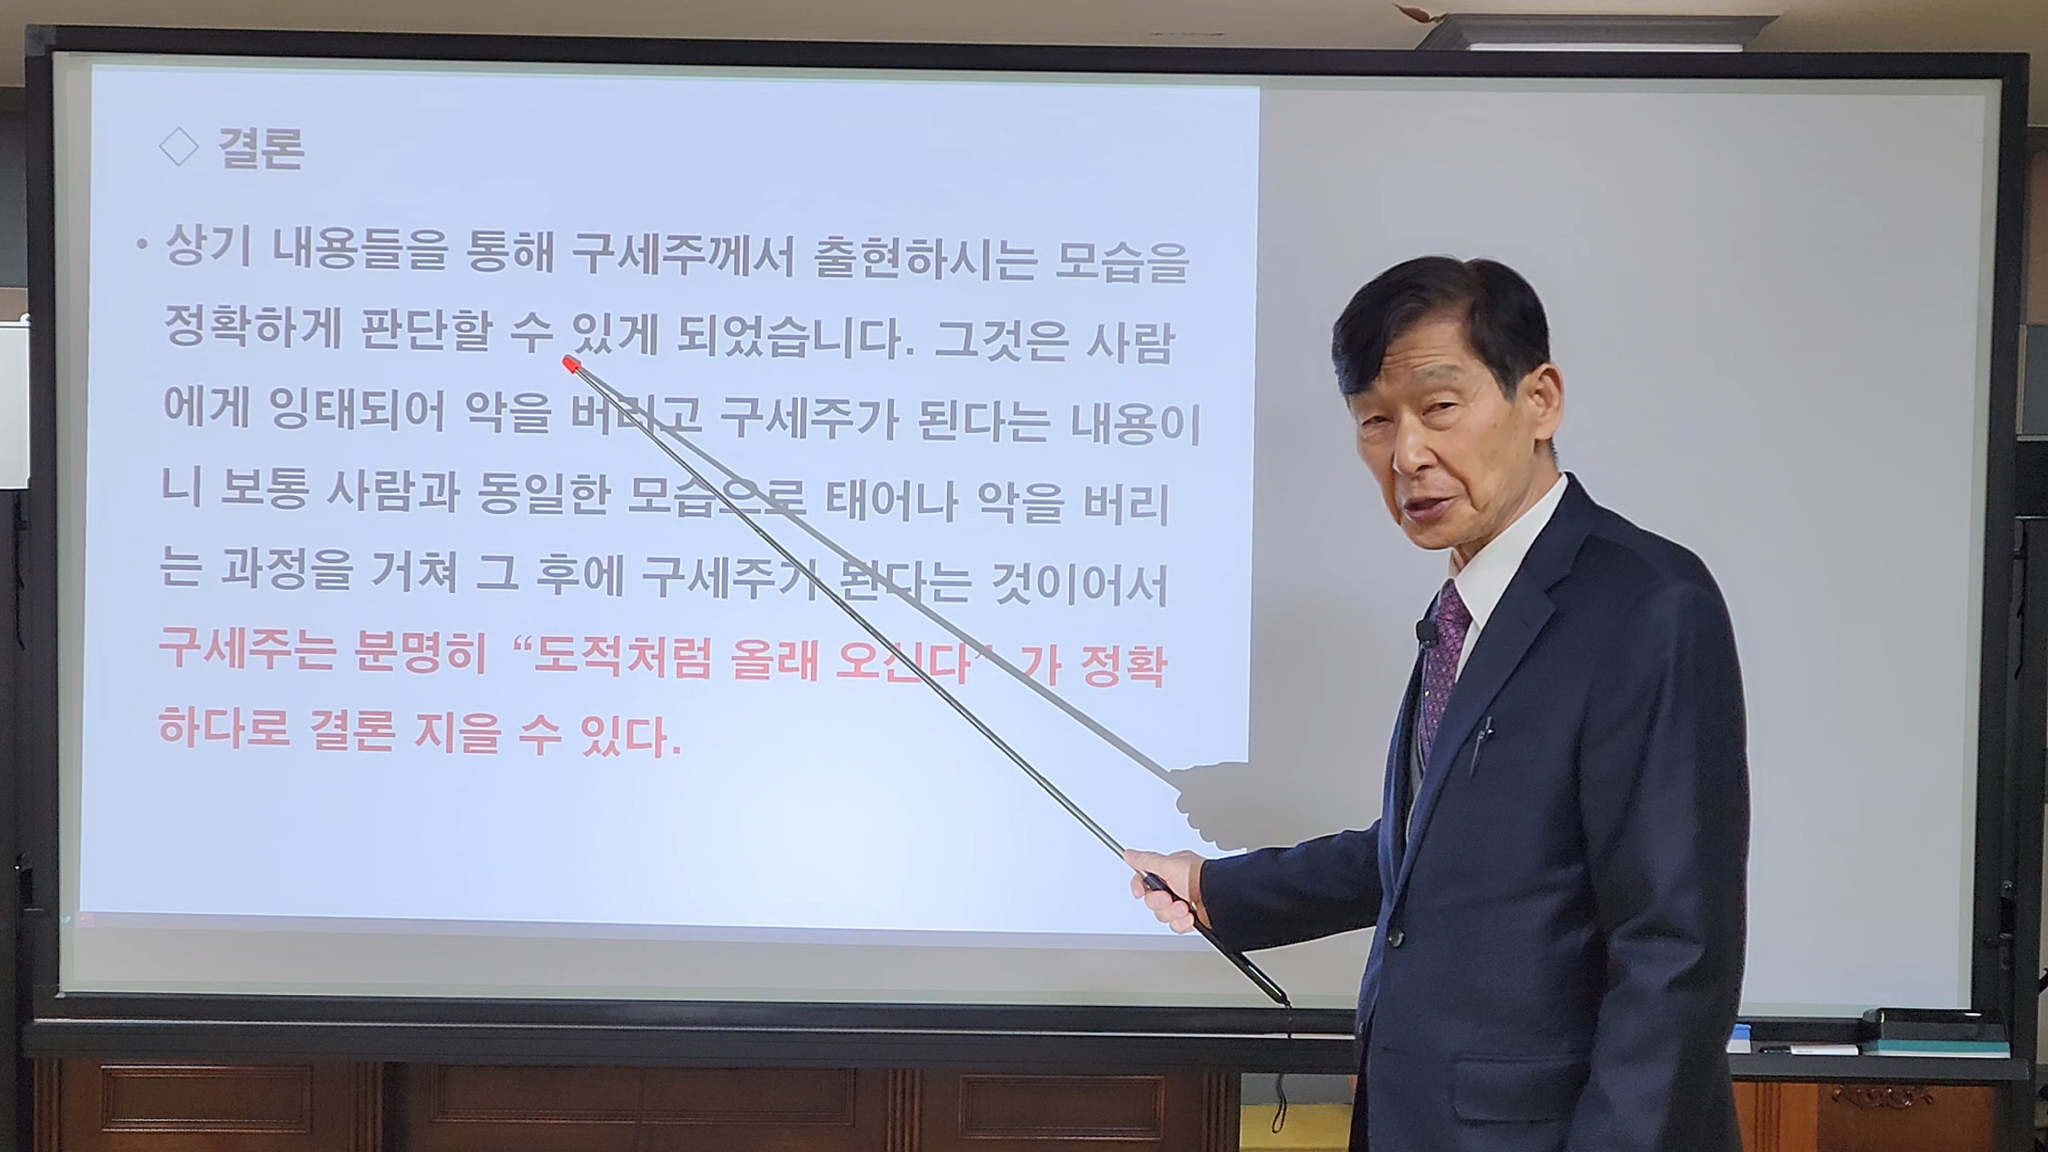 ◇ 결론
• 상기 내용들을 통해 구세주께서 출현하시는 모습을
정확하게 판단할 수 있게 되었습니다. 그것은 사람
에게 잉태되어 악을 버리고 구세주가 된다는 내용이
니 보통 사람과 동일한 모습으로 태어나 악을 버리
는 과정을 거쳐 그 후에 구세주가 된다는 것이어서
구세주는 분명히 “도적처럼 올래 오신다” 가 정확
하다로 결론 지을 수 있다.